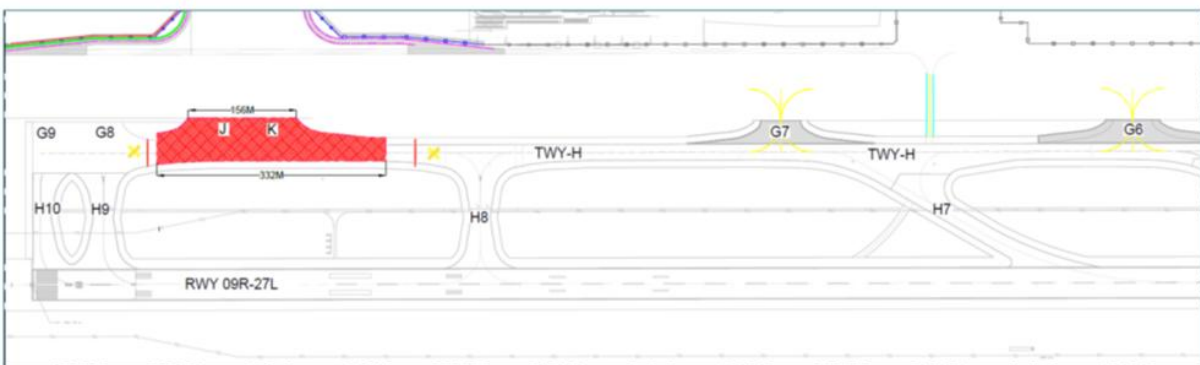 156M
G9
G8
J
K
G7
G6
332M
TWY-H
TWY-H
H10
H9
H8
H7
RWY 09R-27L